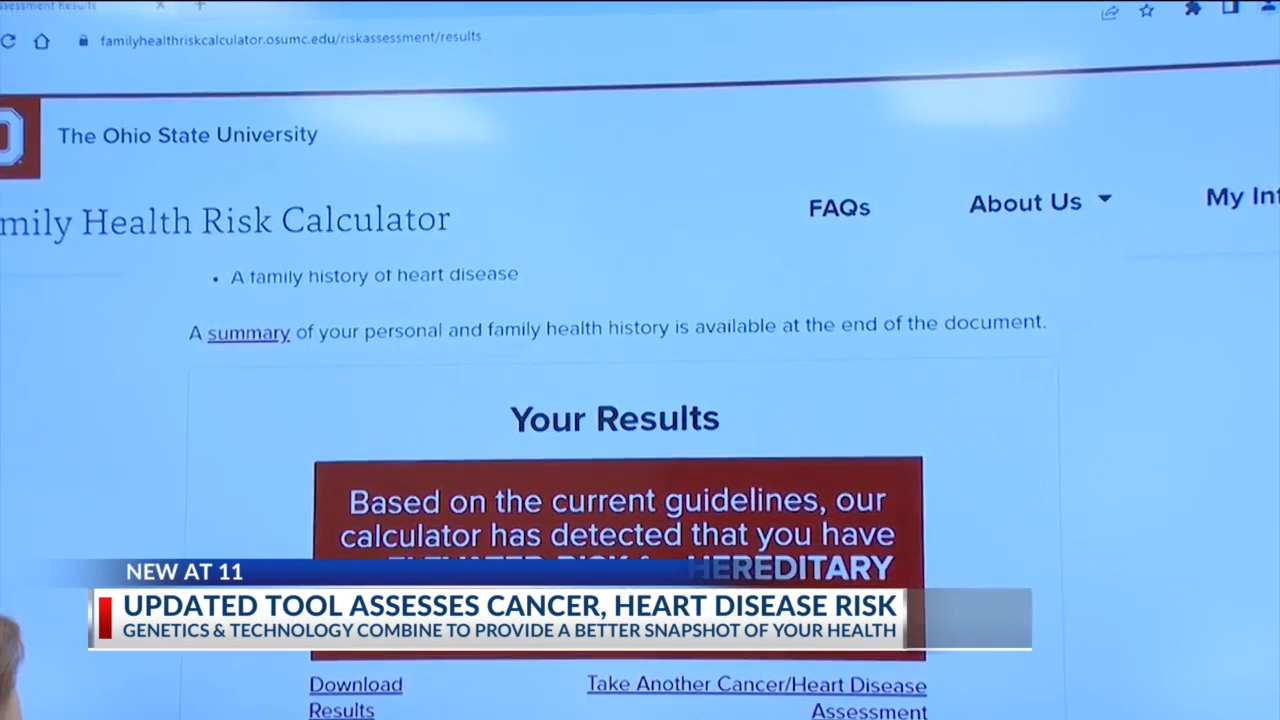 familyhealthriskcalculator.osumc.edu/riskassessment/results
The Ohio State University
mily Health Risk Calculator
FAQs
About Us
My Int
• A family history of heart disease
A summary of your personal and family health history is available at the end of the document.
Your Results
Based on the current guidelines, our
calculator has detected that you have
HEREDITARY
NEW AT 11
UPDATED TOOL ASSESSES CANCER, HEART DISEASE RISK
GENETICS & TECHNOLOGY COMBINE TO PROVIDE A BETTER SNAPSHOT OF YOUR HEALTH
Download
Results
Take Another Cancer/Heart Disease
Assessment